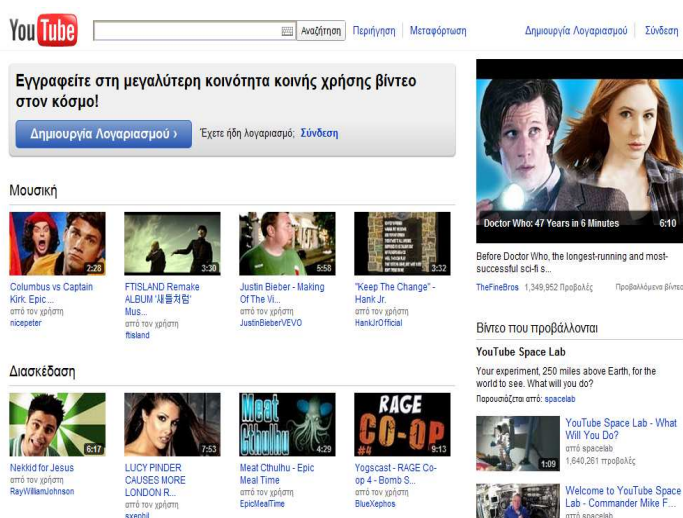 You Tube
Αναζήτηση Περιήγηση Μεταφόρτωση Δημιουργία Λογαριασμού Σύνδεση
Εγγραφείτε στη μεγαλύτερη κοινότητα κοινής χρήσης βίντεο
στον κόσμο!
Δημιουργία Λογαριασμού › Έχετε ήδη λογαριασμό; Σύνδεση
Μουσική
2:28
Columbus vs Captain
Kirk. Epic ...
από τον χρήστη
nicepeter
3:30
FTISLAND Remake
ALBUM '새들처럼'
Mus...
από τον χρήστη
ftisland
5:58
Justin Bieber - Making
Of The Vi...
από τον χρήστη
JustinBieberVEVO
3:32
"Keep The Change" -
Hank Jr.
από τον χρήστη
HankJrOfficial
Διασκέδαση
6:17
Nekkid for Jesus
από τον χρήστη
RayWilliamJohnson
7:53
LUCY PINDER
CAUSES MORE
LONDON R...
από τον χρήστη
sxephil
Meat
Cthulhu
4:29
Meat Cthulhu - Epic
Meal Time
από τον χρήστη
EpicMealTime
RAGE
CO-OP
#4
9:13
Yogscast - RAGE Co-
op 4 - Bomb S...
από τον χρήστη
BlueXephos
Doctor Who: 47 Years in 6 Minutes 6:10
Before Doctor Who, the longest-running and most-
successful sci-fi s...
TheFineBros 1,349,952 Προβολές Προβαλλόμενα βίντεο
Βίντεο που προβάλλονται
YouTube Space Lab
Your experiment, 250 miles above Earth, for the
world to see. What will you do?
Παρουσιάζεται από: spacelab
1:09
YouTube Space Lab - What
Will You Do?
από spacelab
1,640,261 προβολές
Welcome to YouTube Space
Lab - Commander Mike F....
από spacelab